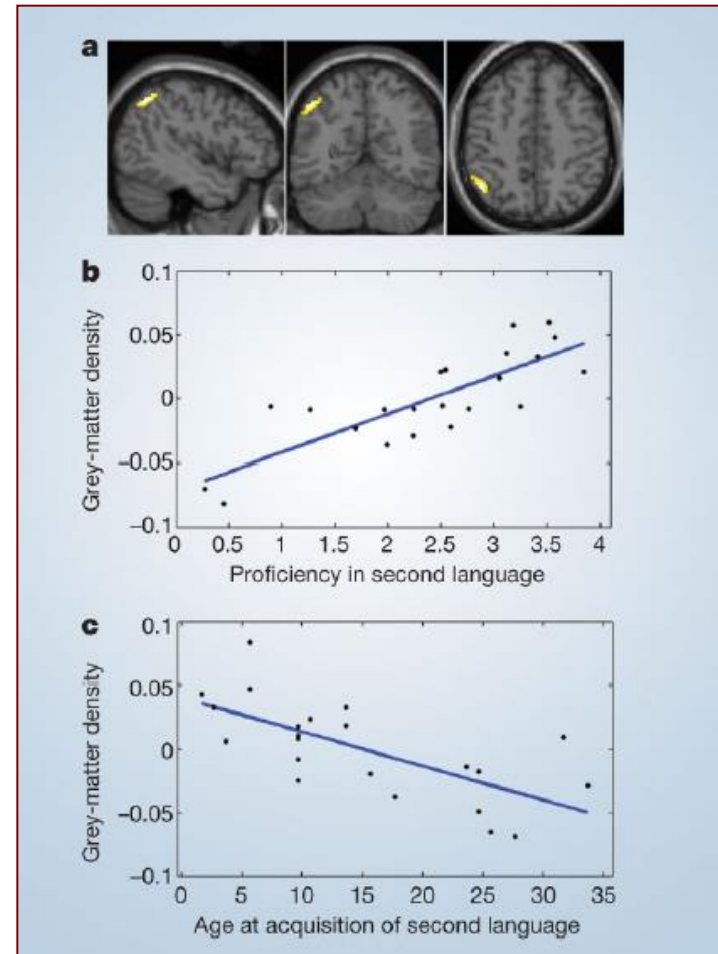 a
b
0.1
0.05
0
−0.05
−0.1
Grey-matter density
0 0.5 1 1.5 2 2.5 3 3.5 4
Proficiency in second language
c
0.1
0.05
0
−0.05
−0.1
Grey-matter density
0 5 10 15 20 25 30 35
Age at acquisition of second language